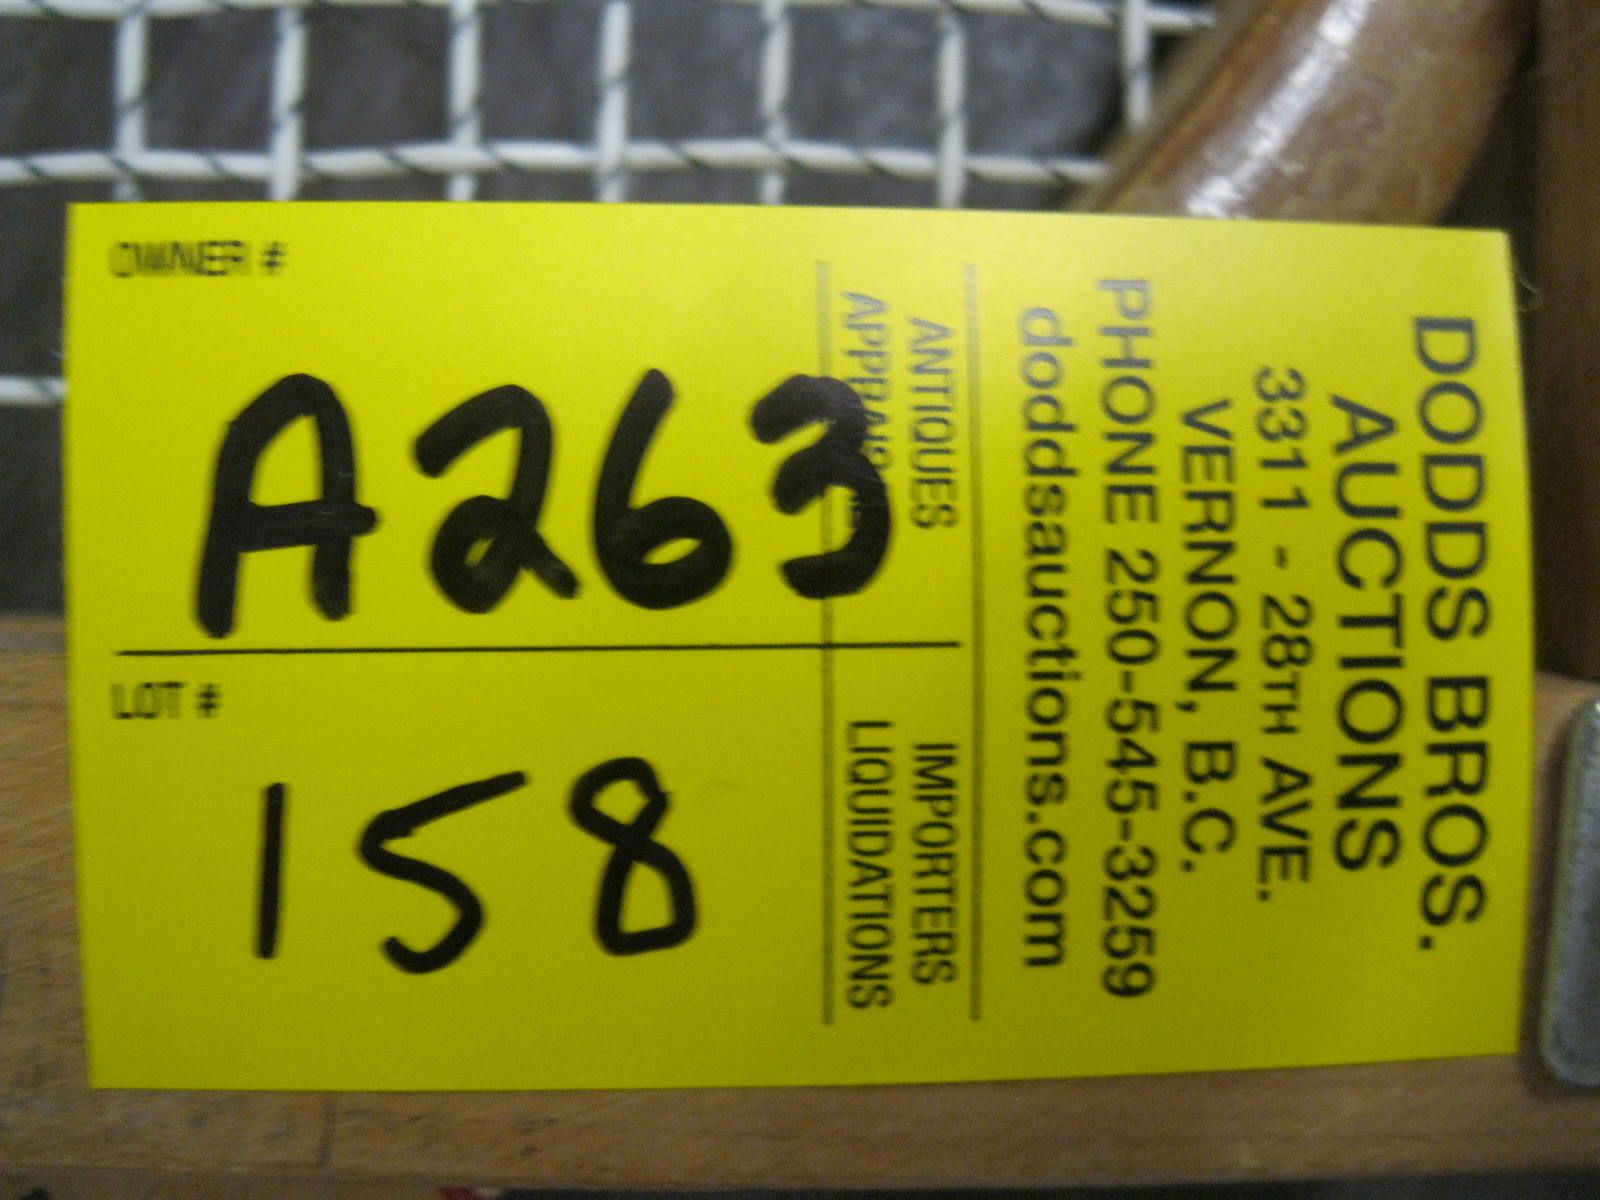 OWNER #
A263
LOT #
158
DODDS BROS.
AUCTIONS
3311 - 28TH AVE.
VERNON, B.C.
PHONE 250-545-3259
doddsauctions.com
ANTIQUES IMPORTERS
LIQUIDATIONS